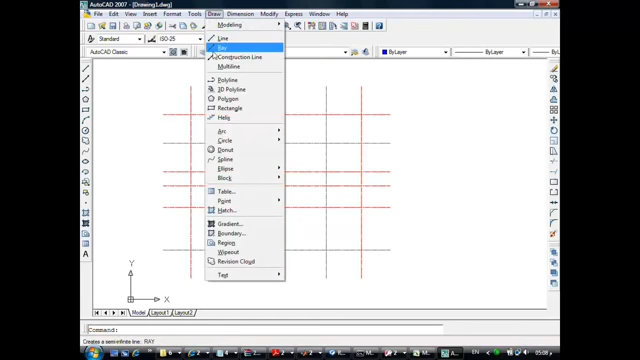 AutoCAD 2007 - [Drawing1.dwg]
File Edit View Insert Format Tools Draw Dimension Modify Express Window Help
Standard ISO-25
AutoCAD Classic ByLayer ByLayer
Modeling
Line
Ray
Construction Line
Multiline
Polyline
3D Polyline
Polygon
Rectangle
Helix
Arc
Circle
Donut
Spline
Ellipse
Block
Table...
Point
Hatch...
Gradient...
Boundary...
Region
Wipeout
Revision Cloud
Text
Y
X
Model Layout1 Layout2
Command:
Creates a semi-infinite line: RAY
EN 05:08